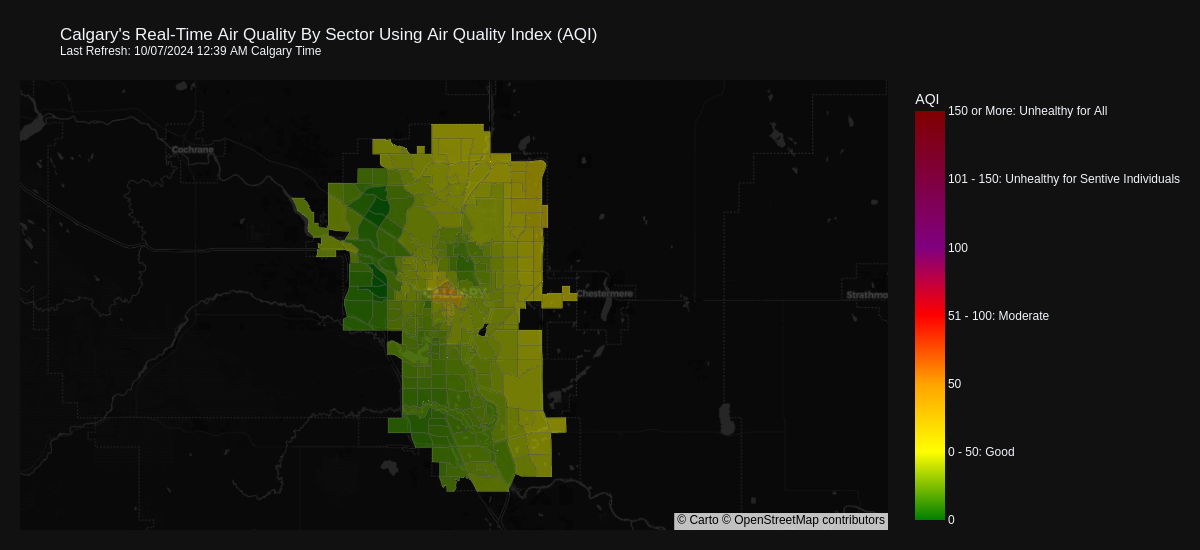 Calgary's Real-Time Air Quality By Sector Using Air Quality Index (AQI)
Last Refresh: 10/07/2024 12:39 AM Calgary Time
AQI
150 or More: Unhealthy for All
Cochrane
101 - 150: Unhealthy for Sentive Individuals
100
CALGARY
Chestermere
Strathmo
51 - 100: Moderate
50
0 - 50: Good
© Carto © OpenStreetMap contributors
0